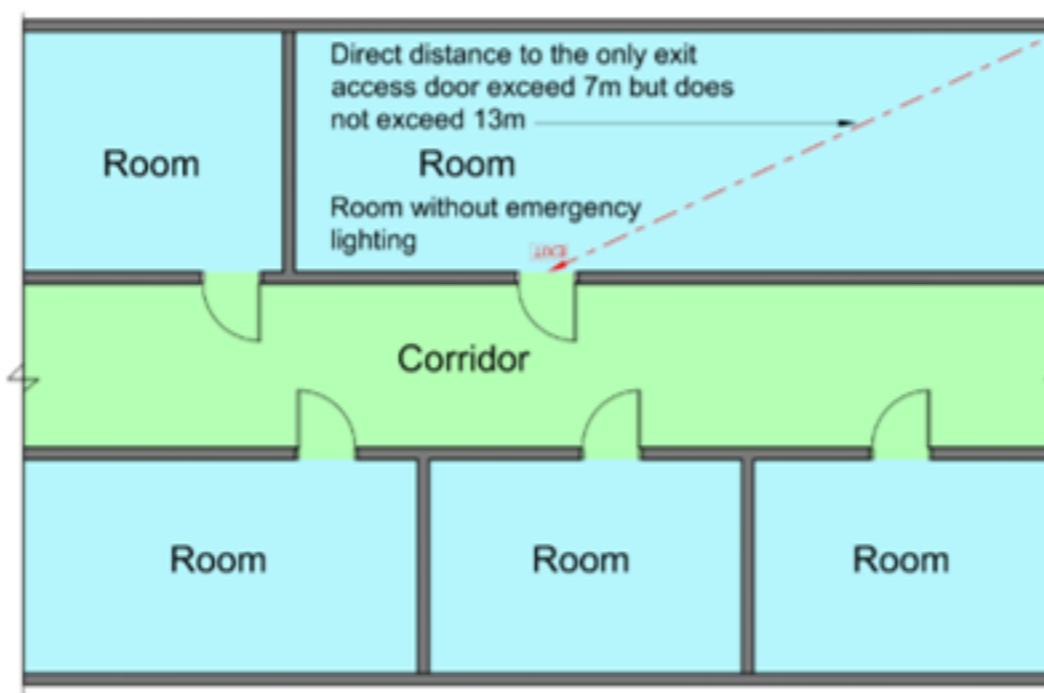 Direct distance to the only exit
access door exceed 7m but does
not exceed 13m
Room
Room
Room without emergency
lighting
EXIT
Corridor
Room
Room
Room